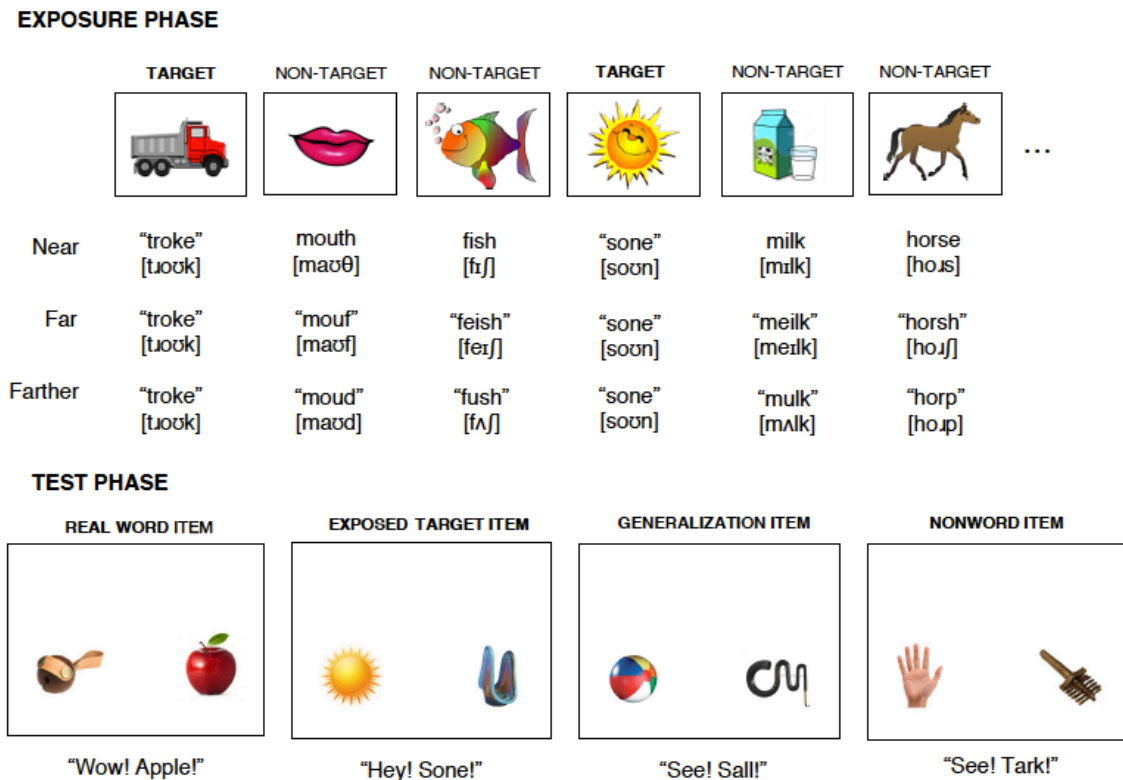 EXPOSURE PHASE
TARGET NON-TARGET NON-TARGET TARGET NON-TARGET NON-TARGET
...
Near "troke" mouth fish "sone" milk horse
[tɹoʊk] [maʊθ] [fɪʃ] [soʊn] [mɪlk] [hoɹs]
Far "troke" "mouf" "feish" "sone" "meilk" "horsh"
[tɹoʊk] [maʊf] [feɪʃ] [soʊn] [meɪlk] [hoɹʃ]
Farther "troke" "moud" "fush" "sone" "mulk" "horp"
[tɹoʊk] [maʊd] [fʌʃ] [soʊn] [mʌlk] [hoɹp]
TEST PHASE
REAL WORD ITEM EXPOSED TARGET ITEM GENERALIZATION ITEM NONWORD ITEM
"Wow! Apple!" "Hey! Sone!" "See! Sall!" "See! Tark!"